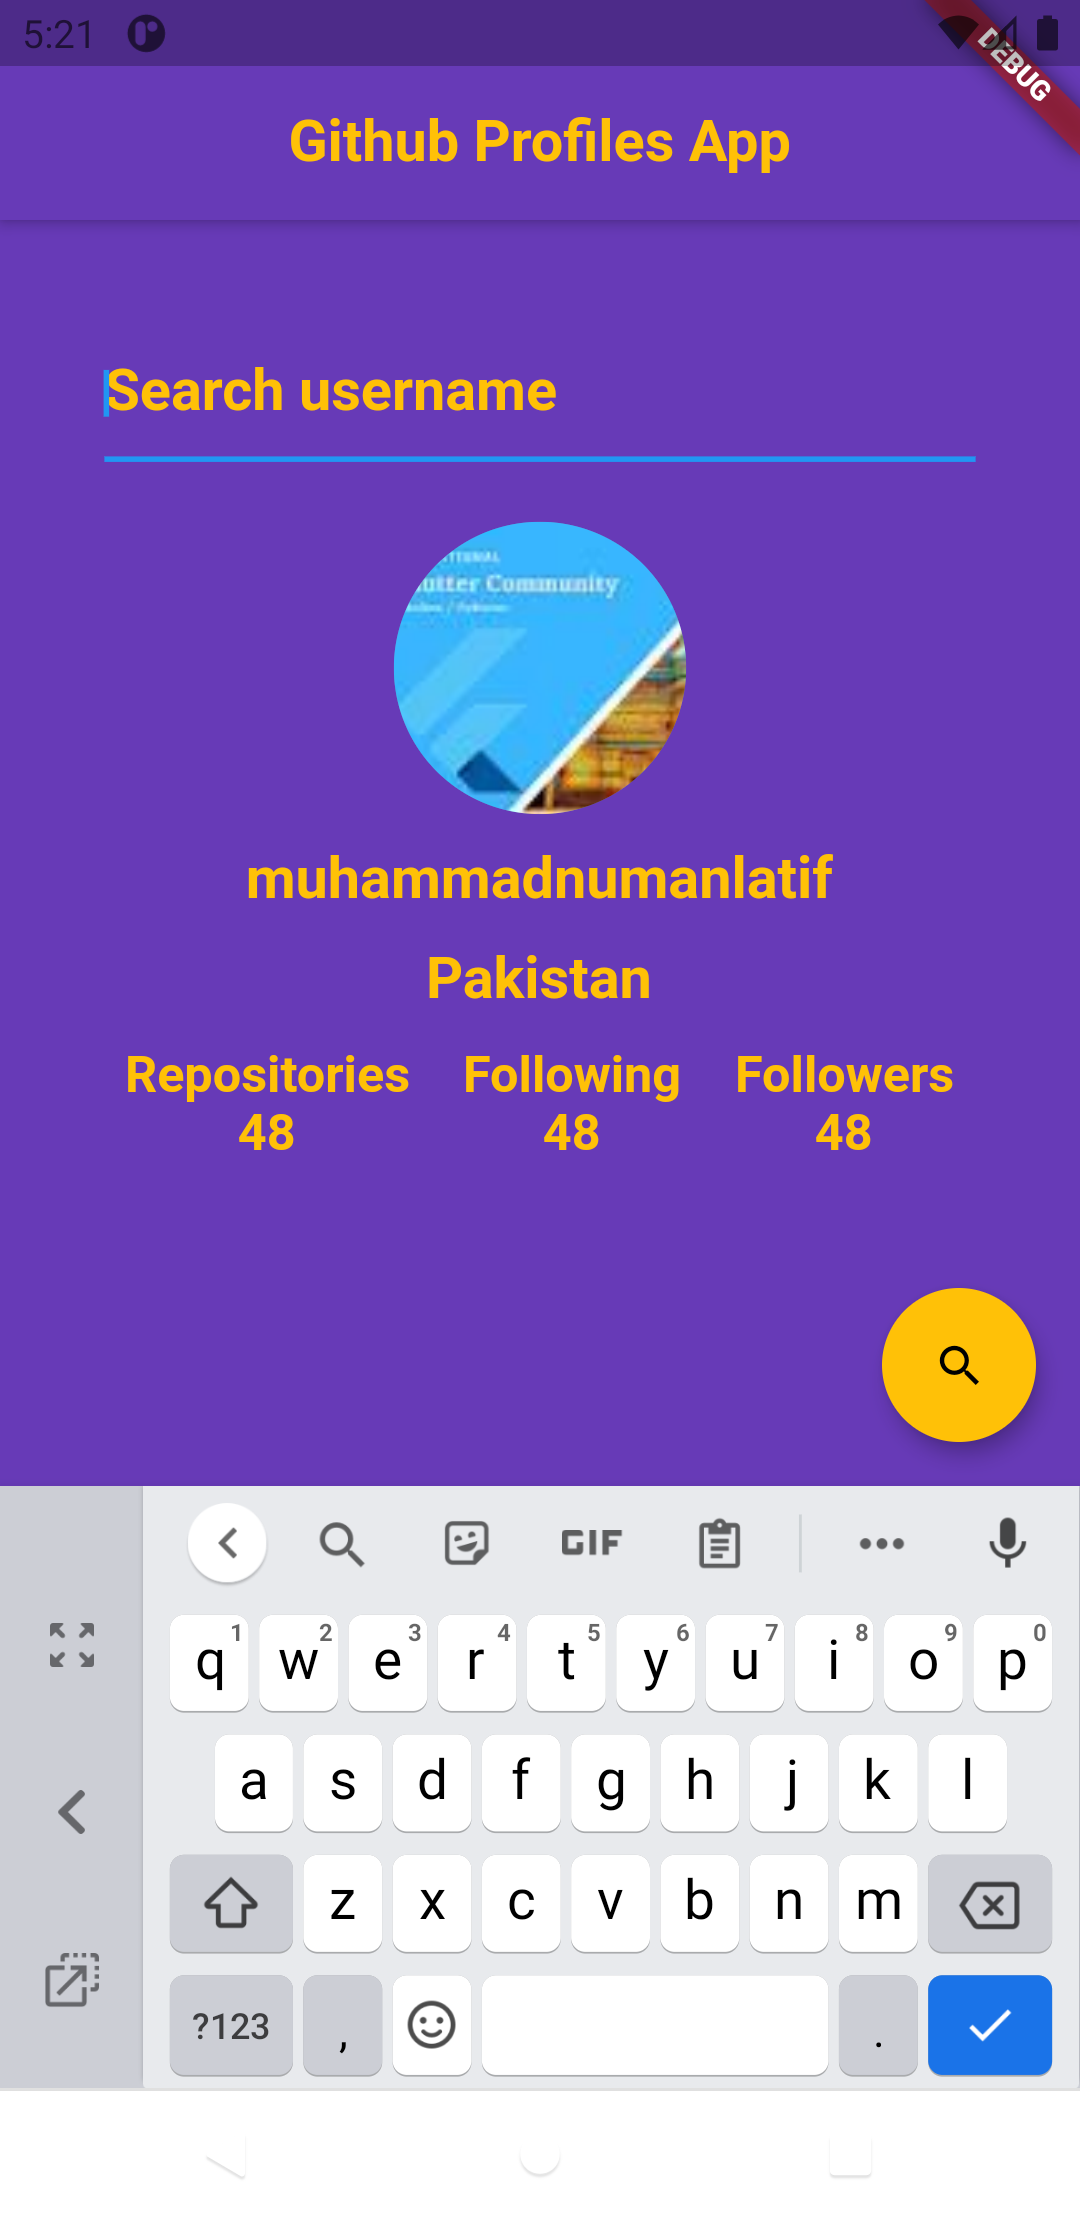 5:21
DEBUG
Github Profiles App
Search username
utter Community
muhammadnumanlatif
Pakistan
Repositories Following Followers
48 48 48
GIF
q 1 w 2 e 3 r 4 t 5 y 6 u 7 i 8 o 9 p 0
a s d f g h j k l
z x c v b n m
?123 , .